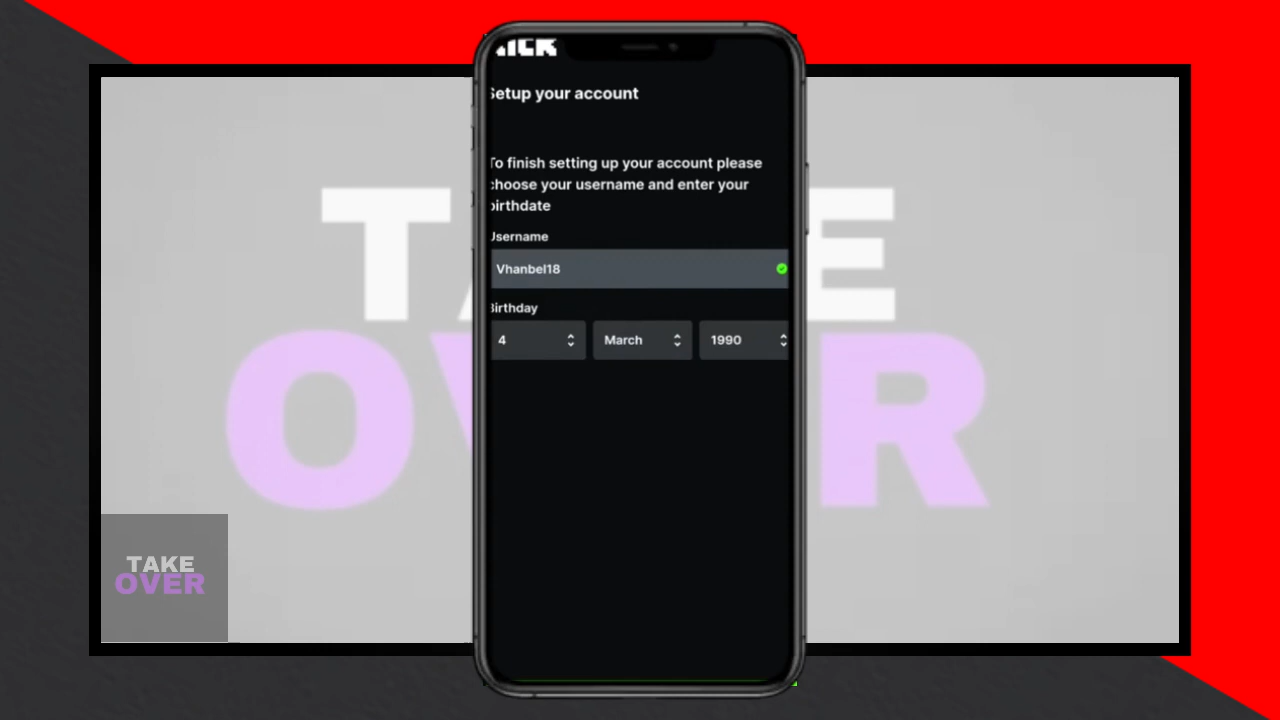 KICK
Setup your account
To finish setting up your account please
choose your username and enter your
birthdate
Username
Vhanbel18
Birthday
4 March 1990
TAKE
OVER